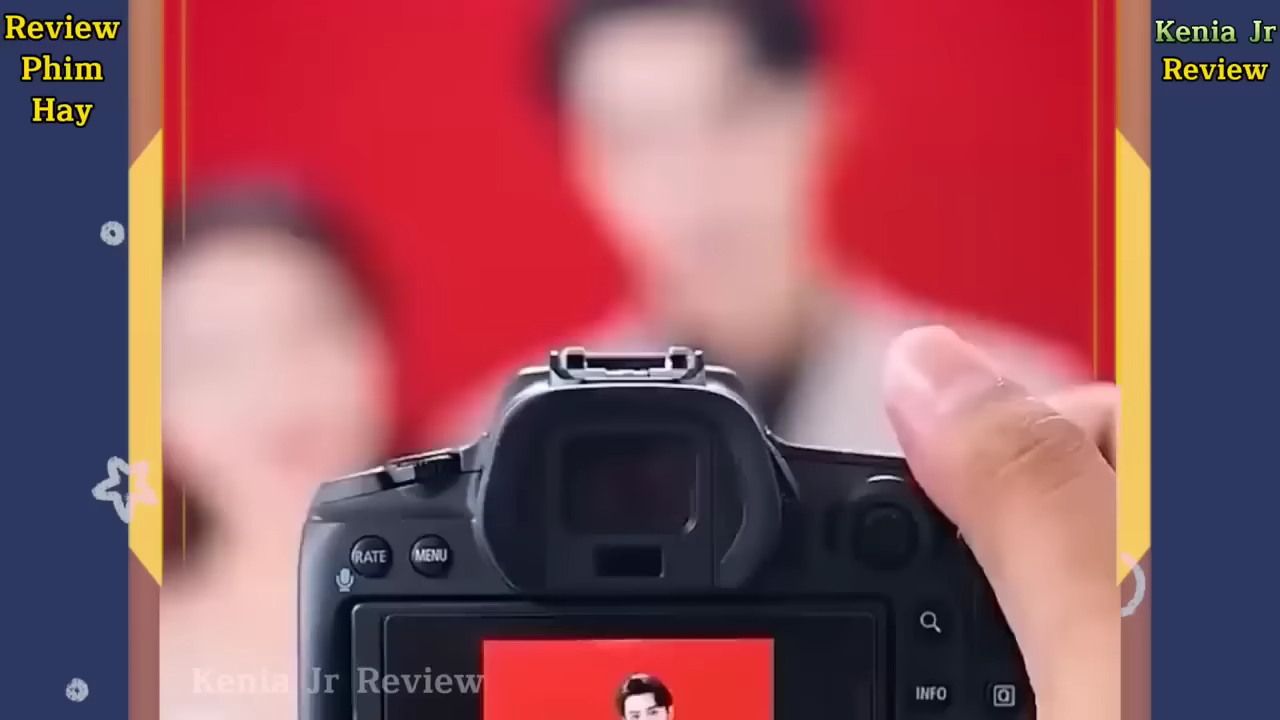 Review
Phim
Hay
Kenia Jr
Review
RATE
MENU
INFO
Kenia Jr Review